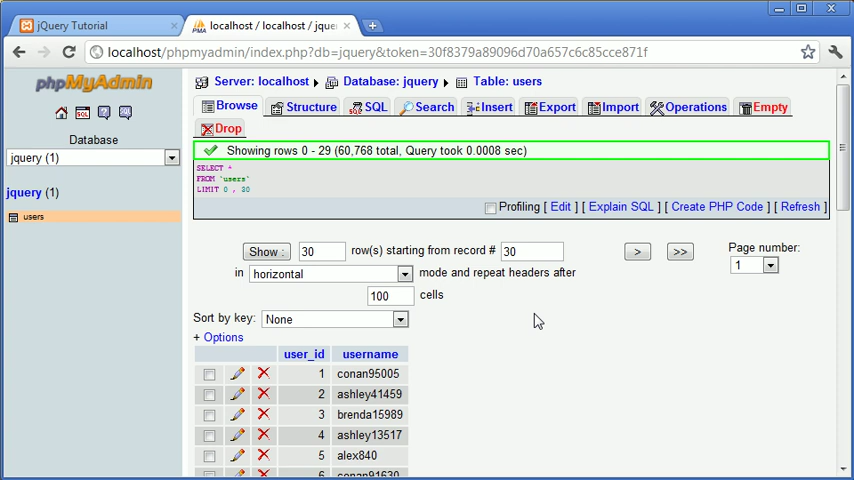 jQuery Tutorial
localhost / localhost / jque
localhost/phpmyadmin/index.php?db=jquery&token=30f8379a89096d70a657c6c85cce871f
phpMyAdmin
Server: localhost Database: jquery Table: users
Browse Structure SQL Search Insert Export Import Operations Empty
Drop
SQL
Database
jquery (1)
jquery (1)
users
Showing rows 0 - 29 (60,768 total, Query took 0.0008 sec)
SELECT *
FROM `users`
LIMIT 0 , 30
Profiling [ Edit ] [ Explain SQL ] [ Create PHP Code ] [ Refresh ]
Show : 30 row(s) starting from record # 30 > >> Page number:
in horizontal mode and repeat headers after 1
100 cells
Sort by key: None
+ Options
user_id username
1 conan95005
2 ashley41459
3 brenda15989
4 ashley13517
5 alex840
6 conan91630